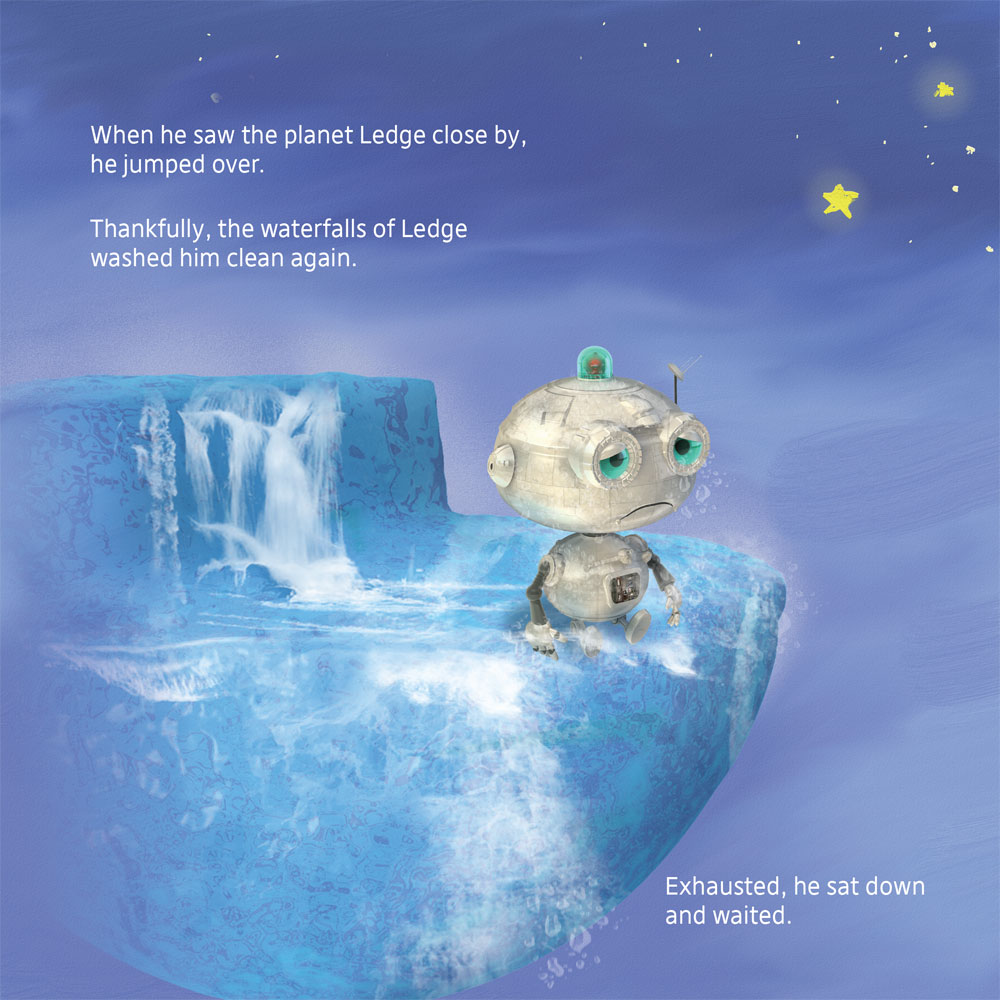 When he saw the planet Ledge close by,
he jumped over.
Thankfully, the waterfalls of Ledge
washed him clean again.
Exhausted, he sat down
and waited.